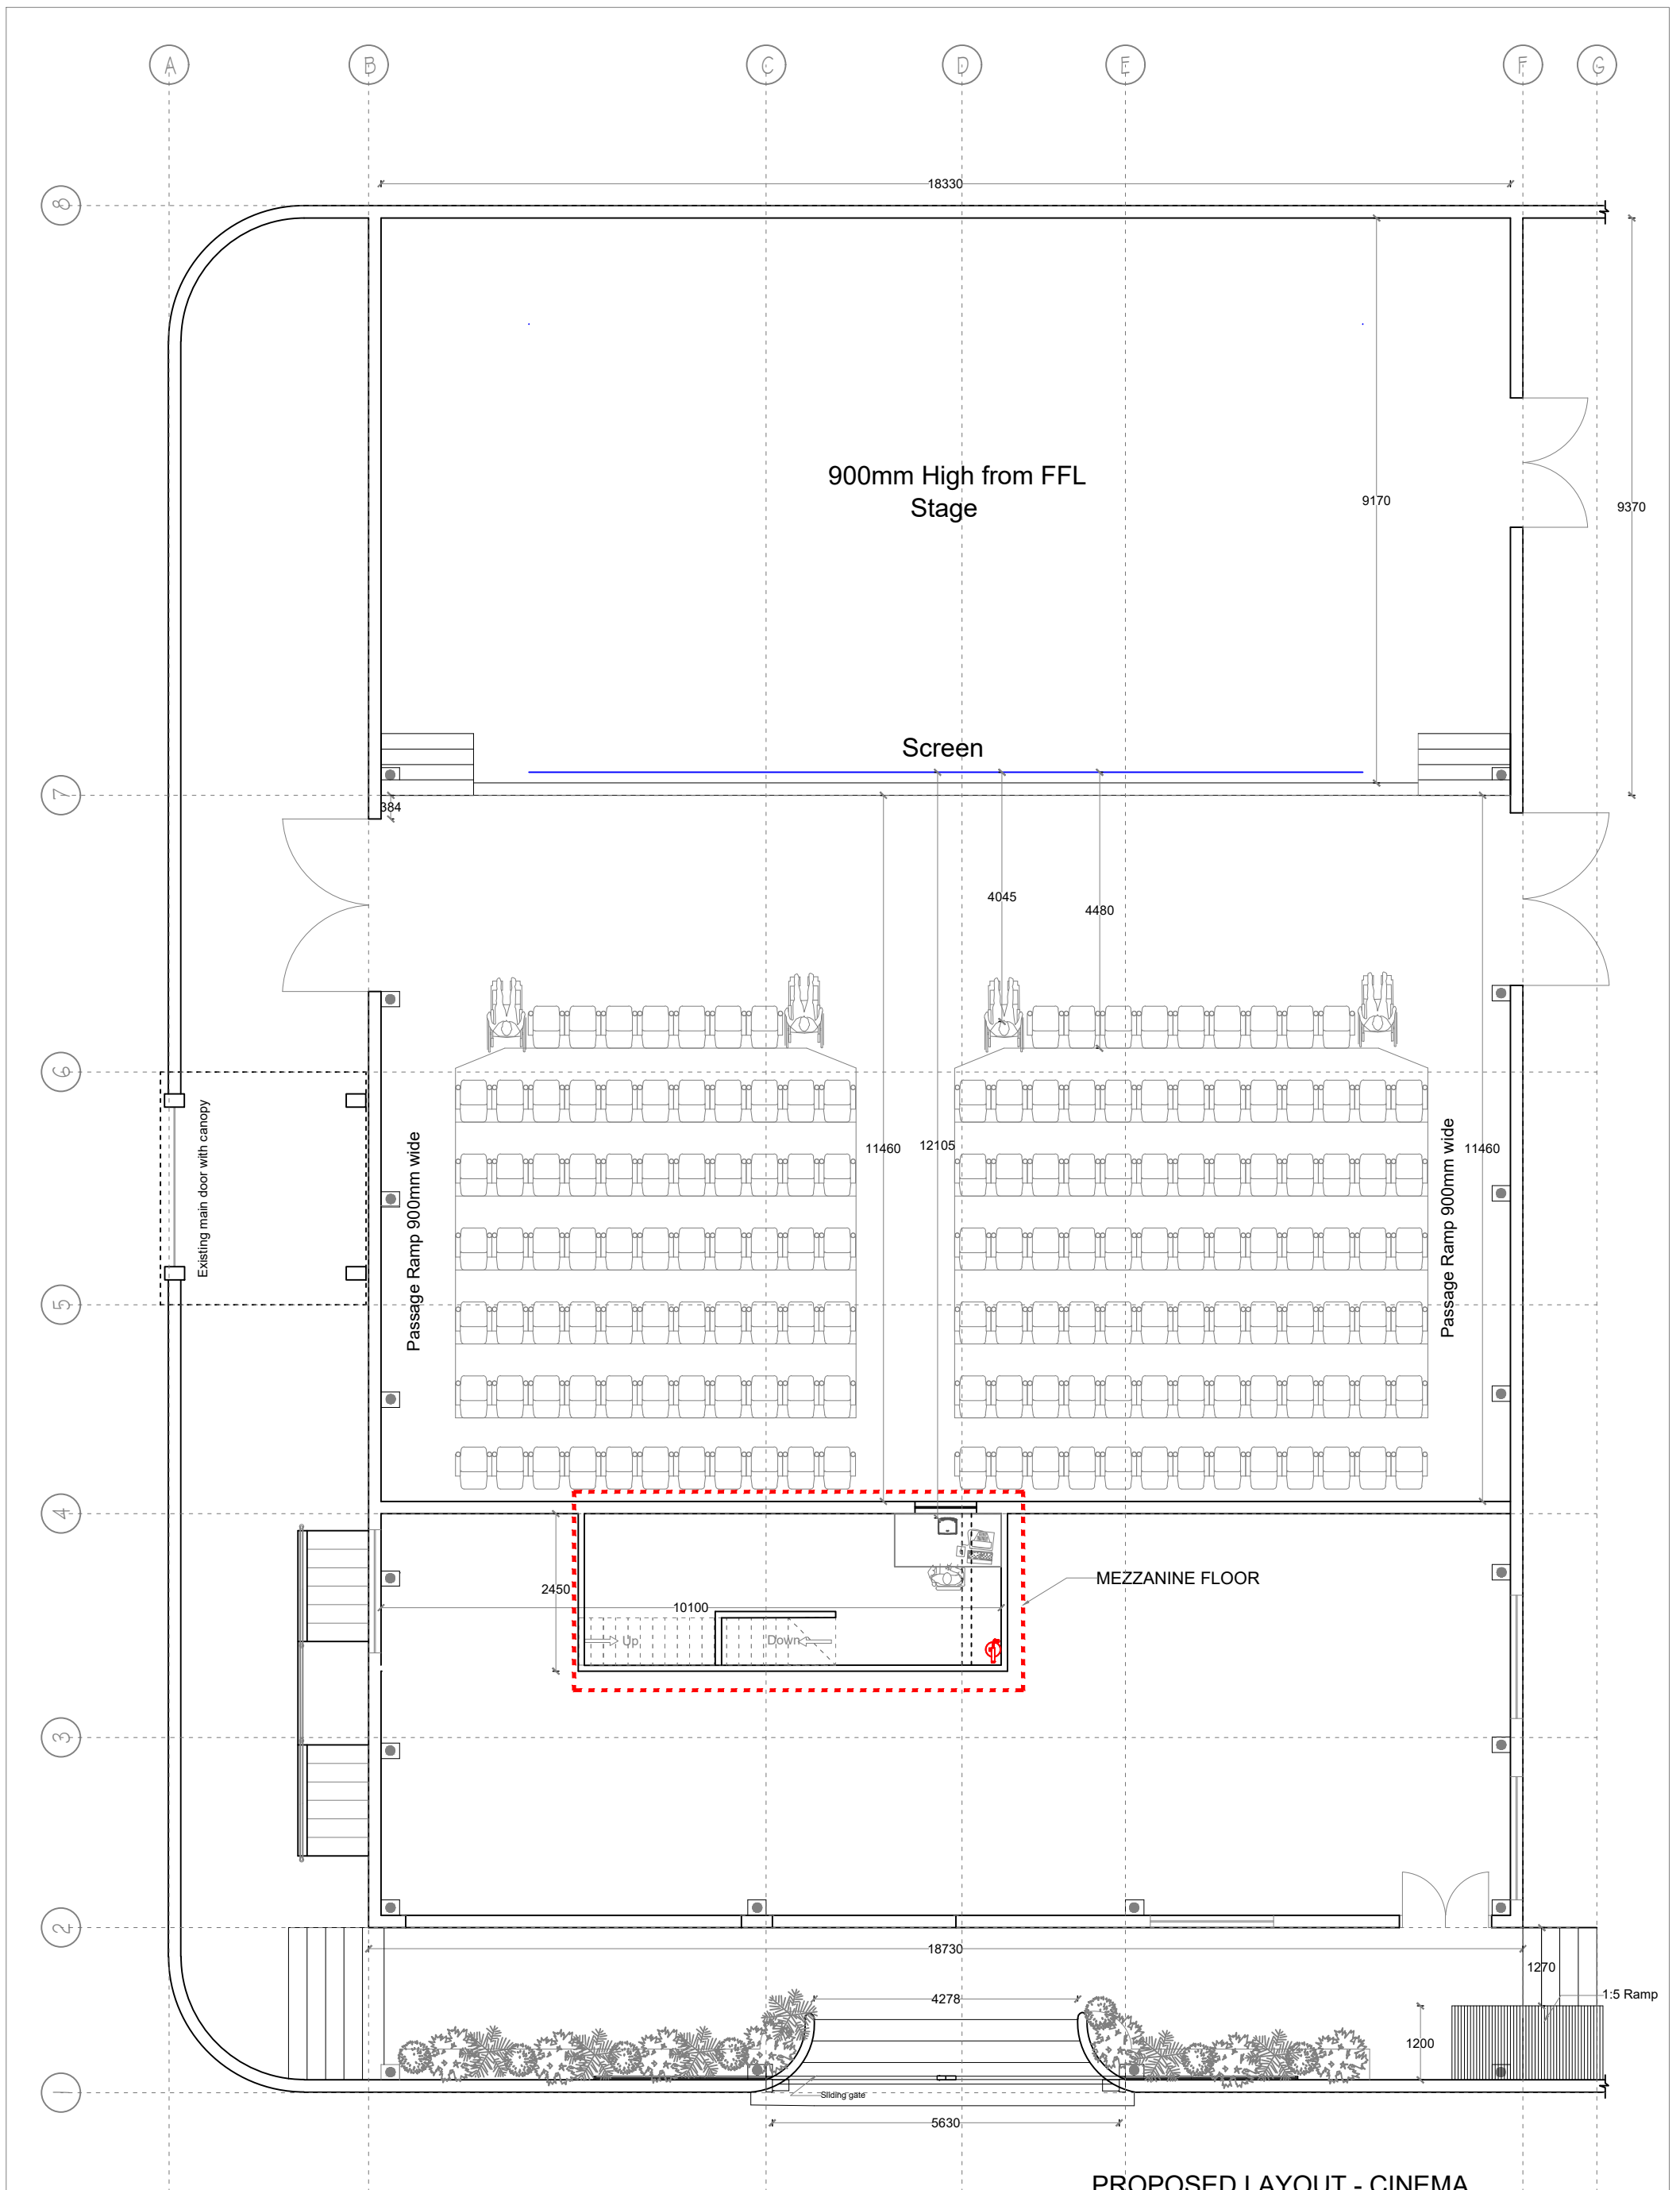 A
B
C
D
E
F
G
18330
8
900mm High from FFL
Stage
9170
9370
Screen
7
384
4045
4480
6
Existing main door with canopy
Passage Ramp 900mm wide
11460
12105
11460
Passage Ramp 900mm wide
5
4
2450
10100
MEZZANINE FLOOR
Up
Down
3
2
18730
1270
4278
1:5 Ramp
1200
1
Sliding gate
5630
PROPOSED LAYOUT - CINEMA